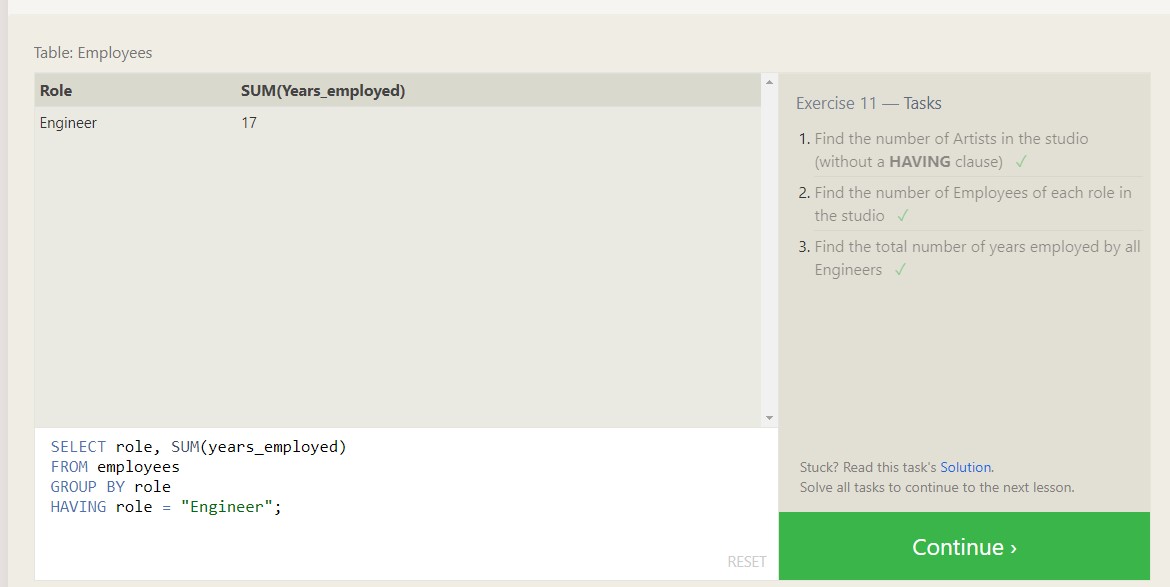 Table: Employees
Role SUM(Years_employed)
Engineer 17
SELECT role, SUM(years_employed)
FROM employees
GROUP BY role
HAVING role = "Engineer";
RESET
Exercise 11 — Tasks
1. Find the number of Artists in the studio
(without a HAVING clause) ✓
2. Find the number of Employees of each role in
the studio ✓
3. Find the total number of years employed by all
Engineers ✓
Stuck? Read this task's Solution.
Solve all tasks to continue to the next lesson.
Continue ›